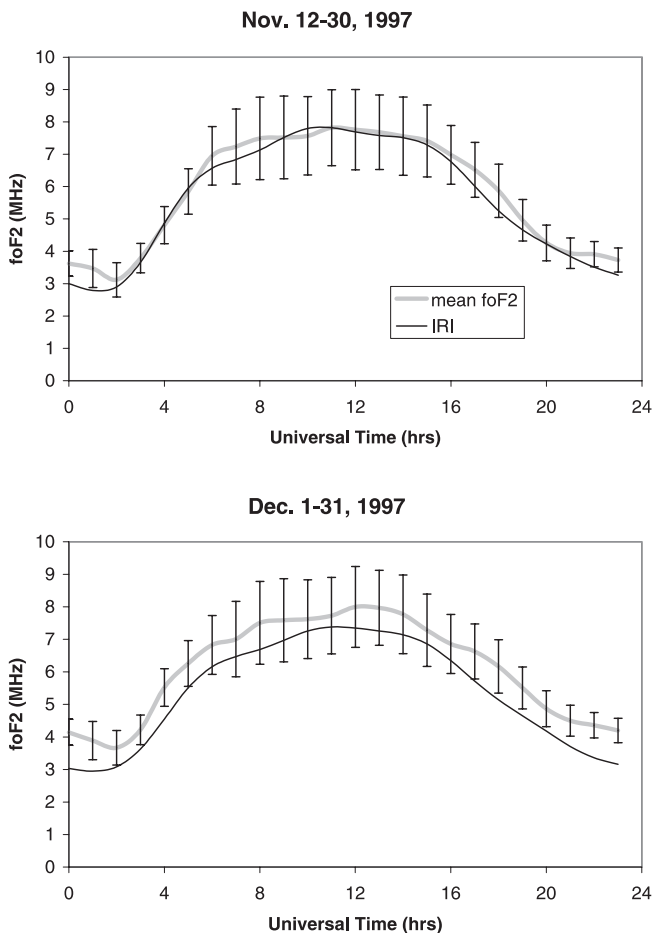 Nov. 12-30, 1997
10
9
8
7
6
5
4
3
2
1
0
foF2 (MHz)
mean foF2
IRI
0 4 8 12 16 20 24
Universal Time (hrs)
Dec. 1-31, 1997
10
9
8
7
6
5
4
3
2
1
0
foF2 (MHz)
0 4 8 12 16 20 24
Universal Time (hrs)